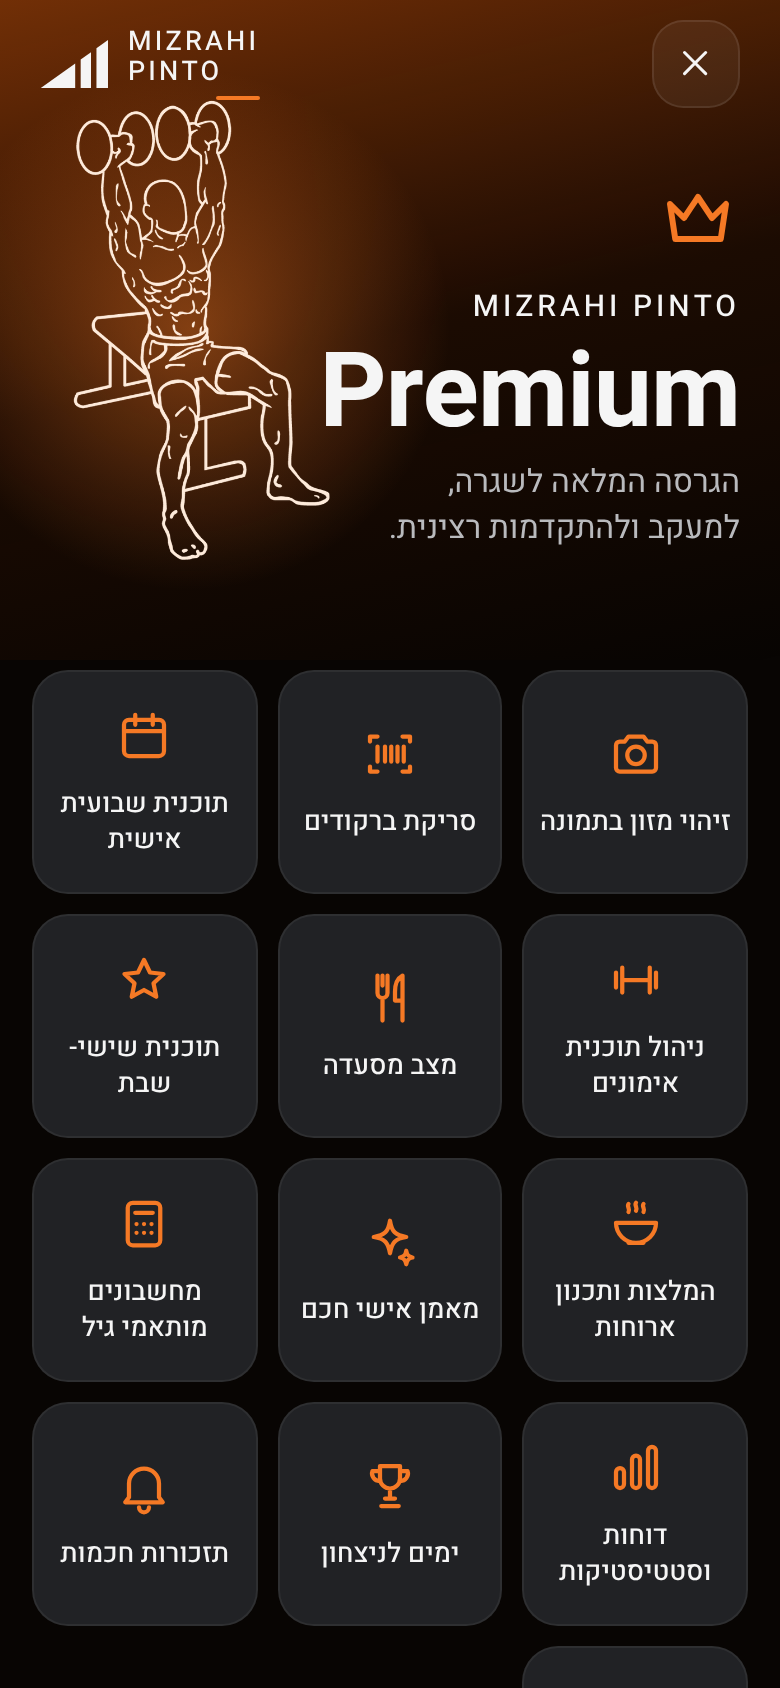 MIZRAHI
PINTO
MIZRAHI PINTO
Premium
הגרסה המלאה לשגרה,
למעקב ולהתקדמות רצינית.
זיהוי מזון בתמונה
סריקת ברקודים
תוכנית שבועית
אישית
ניהול תוכנית
אימונים
מצב מסעדה
תוכנית שישי-
שבת
המלצות ותכנון
ארוחות
מאמן אישי חכם
מחשבונים
מותאמי גיל
דוחות
וסטטיסטיקות
ימים לניצחון
תזכורות חכמות